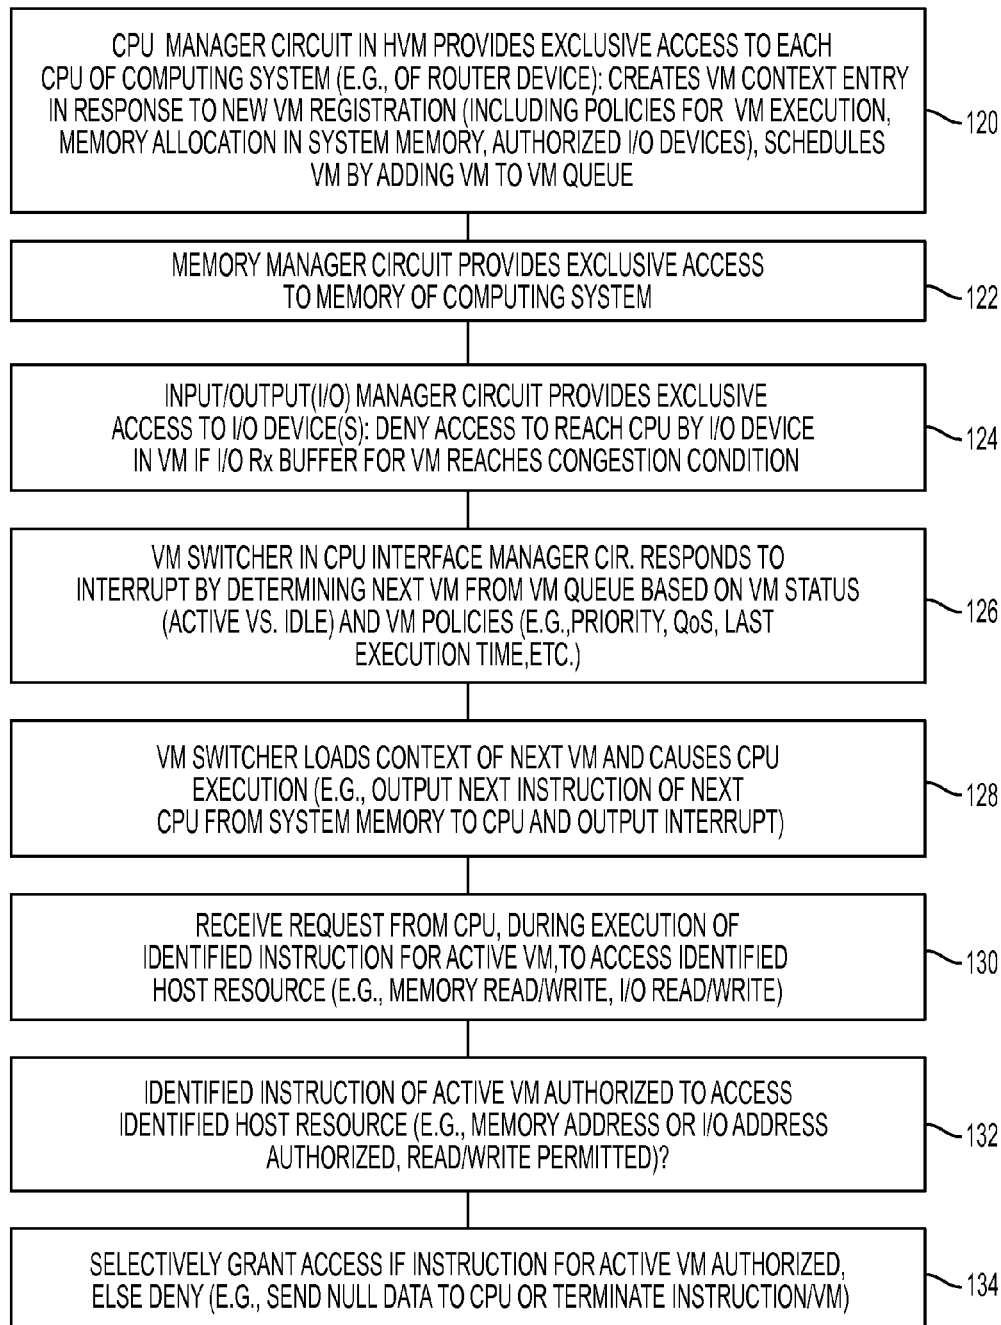 CPU MANAGER CIRCUIT IN HVM PROVIDES EXCLUSIVE ACCESS TO EACH
CPU OF COMPUTING SYSTEM (E.G., OF ROUTER DEVICE): CREATES VM CONTEXT ENTRY
IN RESPONSE TO NEW VM REGISTRATION (INCLUDING POLICIES FOR VM EXECUTION,
MEMORY ALLOCATION IN SYSTEM MEMORY, AUTHORIZED I/O DEVICES), SCHEDULES
VM BY ADDING VM TO VM QUEUE
120
MEMORY MANAGER CIRCUIT PROVIDES EXCLUSIVE ACCESS
TO MEMORY OF COMPUTING SYSTEM
122
INPUT/OUTPUT(I/O) MANAGER CIRCUIT PROVIDES EXCLUSIVE
ACCESS TO I/O DEVICE(S): DENY ACCESS TO REACH CPU BY I/O DEVICE
IN VM IF I/O Rx BUFFER FOR VM REACHES CONGESTION CONDITION
124
VM SWITCHER IN CPU INTERFACE MANAGER CIR. RESPONDS TO
INTERRUPT BY DETERMINING NEXT VM FROM VM QUEUE BASED ON VM STATUS
(ACTIVE VS. IDLE) AND VM POLICIES (E.G.,PRIORITY, QoS, LAST
EXECUTION TIME,ETC.)
126
VM SWITCHER LOADS CONTEXT OF NEXT VM AND CAUSES CPU
EXECUTION (E.G., OUTPUT NEXT INSTRUCTION OF NEXT
CPU FROM SYSTEM MEMORY TO CPU AND OUTPUT INTERRUPT)
128
RECEIVE REQUEST FROM CPU, DURING EXECUTION OF
IDENTIFIED INSTRUCTION FOR ACTIVE VM,TO ACCESS IDENTIFIED
HOST RESOURCE (E.G., MEMORY READ/WRITE, I/O READ/WRITE)
130
IDENTIFIED INSTRUCTION OF ACTIVE VM AUTHORIZED TO ACCESS
IDENTIFIED HOST RESOURCE (E.G., MEMORY ADDRESS OR I/O ADDRESS
AUTHORIZED, READ/WRITE PERMITTED)?
132
SELECTIVELY GRANT ACCESS IF INSTRUCTION FOR ACTIVE VM AUTHORIZED,
ELSE DENY (E.G., SEND NULL DATA TO CPU OR TERMINATE INSTRUCTION/VM)
134